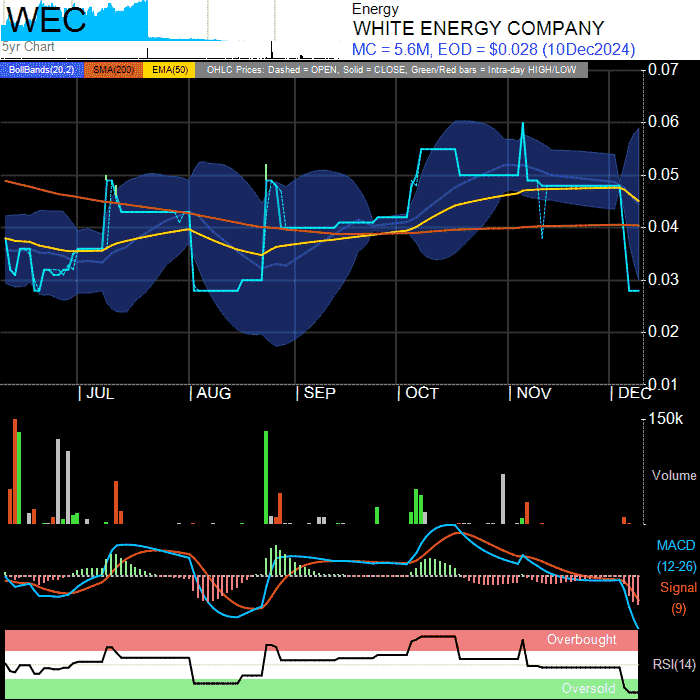 WEC
5yr Chart
Energy
WHITE ENERGY COMPANY
MC = 5.6M, EOD = $0.028 (10Dec2024)
BollBands(20,2) SMA(200) EMA(50) OHLC Prices: Dashed = OPEN, Solid = CLOSE, Green/Red bars = Intra-day HIGH/LOW
0.07
0.06
0.05
0.04
0.03
0.02
0.01
| JUL | AUG | SEP | OCT | NOV | DEC
150k
Volume
MACD
(12-26)
Signal
(9)
Overbought
RSI(14)
Oversold